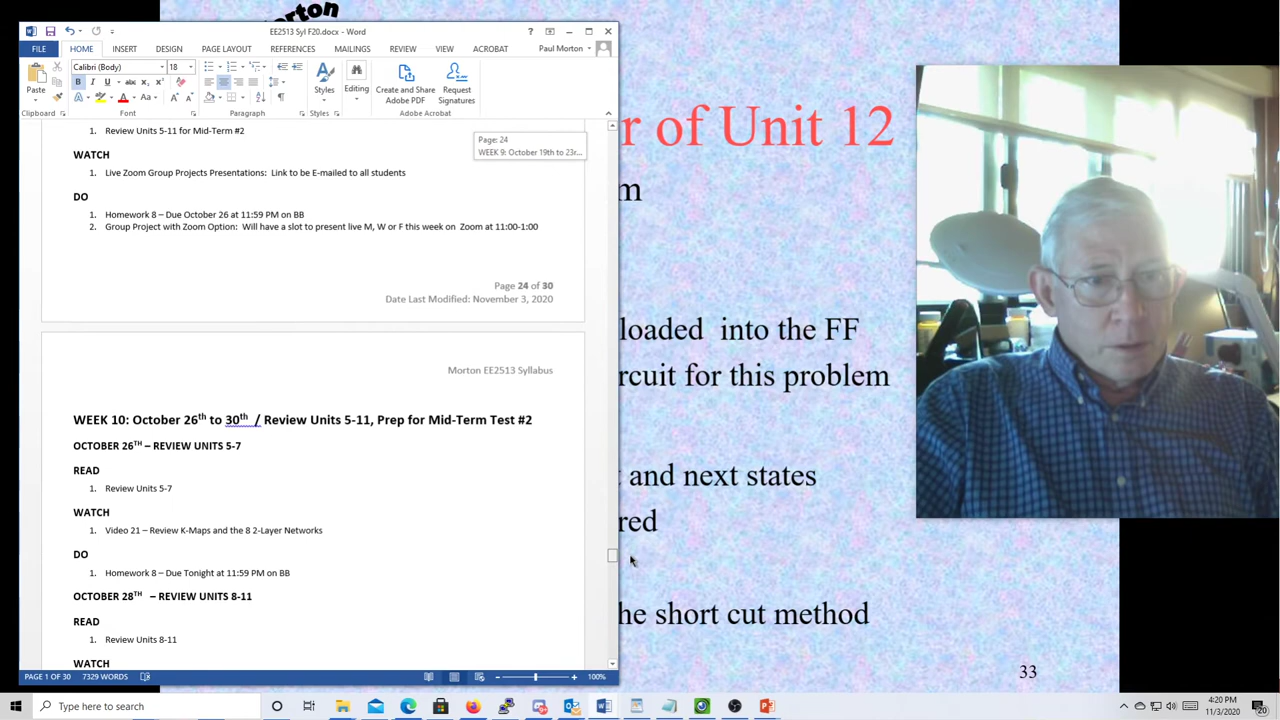 Morton
EE2513 Syl F20.docx - Word
FILE HOME INSERT DESIGN PAGE LAYOUT REFERENCES MAILINGS REVIEW VIEW ACROBAT Paul Morton
Calibri (Body) 18
Paste
Styles
Editing
Create and Share Adobe PDF
Request Signatures
Clipboard Font Paragraph Styles Adobe Acrobat
1. Review Units 5-11 for Mid-Term #2
Page: 24
WEEK 9: October 19th to 23r...
WATCH
1. Live Zoom Group Projects Presentations: Link to be E-mailed to all students
DO
1. Homework 8 – Due October 26 at 11:59 PM on BB
2. Group Project with Zoom Option: Will have a slot to present live M, W or F this week on Zoom at 11:00-1:00
Page 24 of 30
Date Last Modified: November 3, 2020
Morton EE2513 Syllabus
WEEK 10: October 26th to 30th / Review Units 5-11, Prep for Mid-Term Test #2
OCTOBER 26TH – REVIEW UNITS 5-7
READ
1. Review Units 5-7
WATCH
1. Video 21 – Review K-Maps and the 8 2-Layer Networks
DO
1. Homework 8 – Due Tonight at 11:59 PM on BB
OCTOBER 28TH – REVIEW UNITS 8-11
READ
1. Review Units 8-11
WATCH
PAGE 1 OF 30 7329 WORDS 100%
r of Unit 12
m
loaded into the FF
rcuit for this problem
t and next states
red
he short cut method
33
Type here to search
4:20 PM
11/3/2020
20